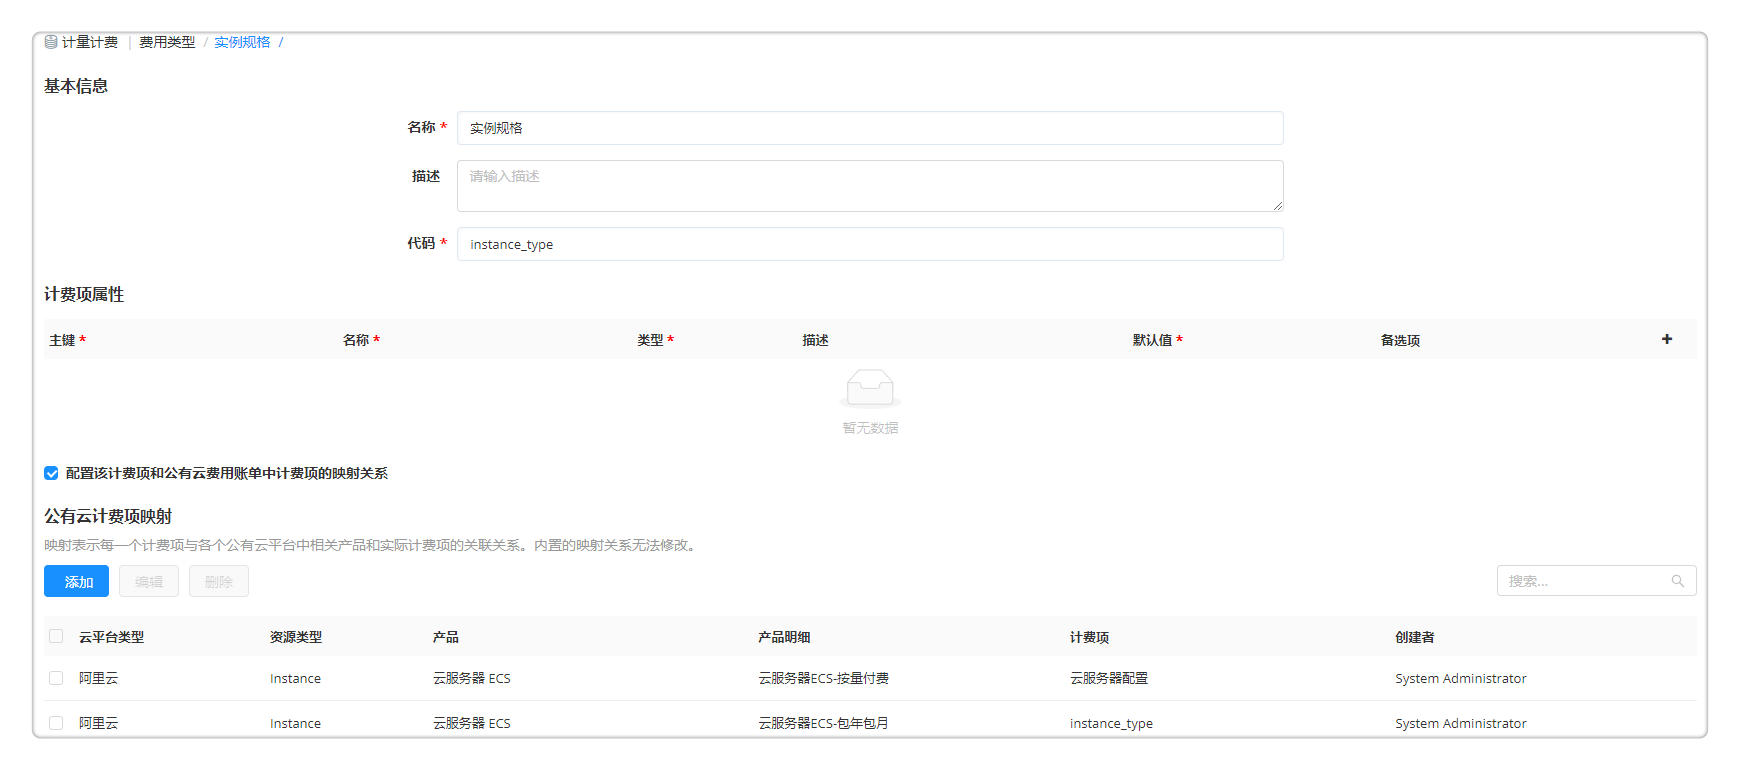 计量计费 | 费用类型 / 实例规格 /
基本信息
名称 * 实例规格
描述 请输入描述
代码 * instance_type
计费项属性
主键 * 名称 * 类型 * 描述 默认值 * 备选项 +
暂无数据
配置该计费项和公有云费用账单中计费项的映射关系
公有云计费项映射
映射表示每一个计费项与各个公有云平台中相关产品和实际计费项的关联关系。内置的映射关系无法修改。
添加 编辑 删除 搜索...
云平台类型 资源类型 产品 产品明细 计费项 创建者
阿里云 Instance 云服务器 ECS 云服务器ECS-按量付费 云服务器配置 System Administrator
阿里云 Instance 云服务器 ECS 云服务器ECS-包年包月 instance_type System Administrator